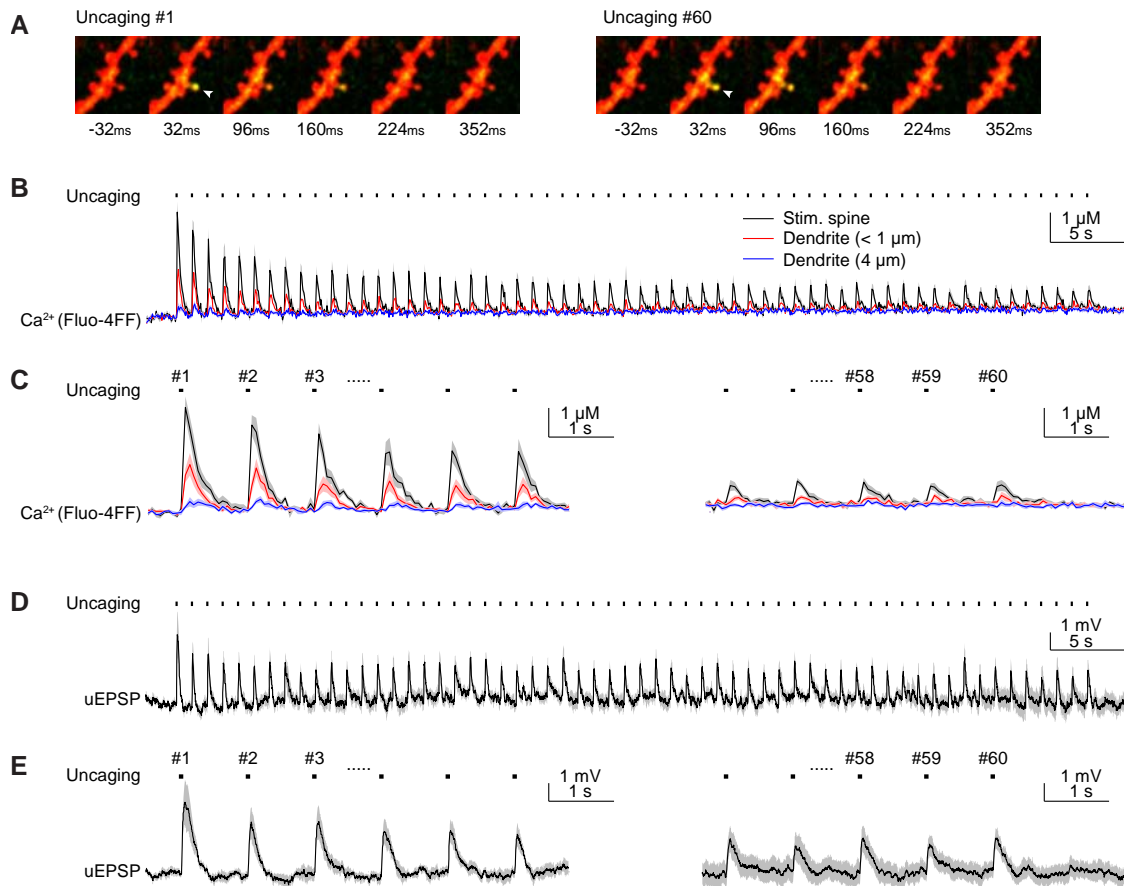 A
Uncaging #1
Uncaging #60
-32ms 32ms 96ms 160ms 224ms 352ms
-32ms 32ms 96ms 160ms 224ms 352ms
B
Uncaging
Stim. spine
Dendrite (< 1 µm)
Dendrite (4 µm)
1 µM
5 s
Ca²⁺ (Fluo-4FF)
C
Uncaging
#1 #2 #3 ..... ..... #58 #59 #60
1 µM
1 s
1 µM
1 s
Ca²⁺ (Fluo-4FF)
D
Uncaging
1 mV
5 s
uEPSP
E
Uncaging
#1 #2 #3 ..... ..... #58 #59 #60
1 mV
1 s
1 mV
1 s
uEPSP